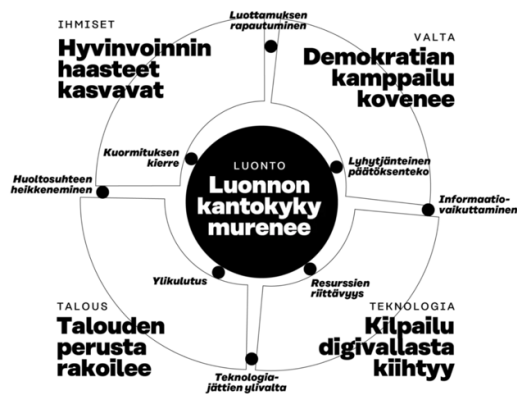 Luottamuksen
rapautuminen
IHMISET
Hyvinvoinnin
haasteet
kasvavat
VALTA
Demokratian
kamppailu
kovenee
Kuormituksen
kierre
Lyhytjänteinen
päätöksenteko
LUONTO
Luonnon
kantokyky
murenee
Huoltosuhteen
heikkeneminen
Informaatio-
vaikuttaminen
Ylikulutus
Resurssien
riittävyys
TALOUS
Talouden
perusta
rakoilee
TEKNOLOGIA
Kilpailu
digivallasta
kiihtyy
Teknologia-
jättien ylivalta